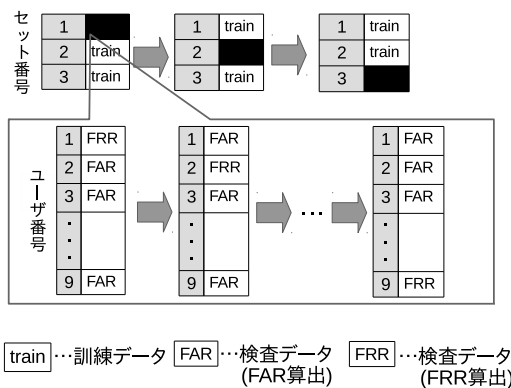 セット番号
1
2 train
3 train
1 train
2
3 train
1 train
2 train
3
ユーザ番号
1 FRR
2 FAR
3 FAR
・
・
・
9 FAR
1 FAR
2 FRR
3 FAR
・
・
・
9 FAR
…
1 FAR
2 FAR
3 FAR
・
・
・
9 FRR
train …訓練データ
FAR …検査データ
(FAR算出)
FRR …検査データ
(FRR算出)